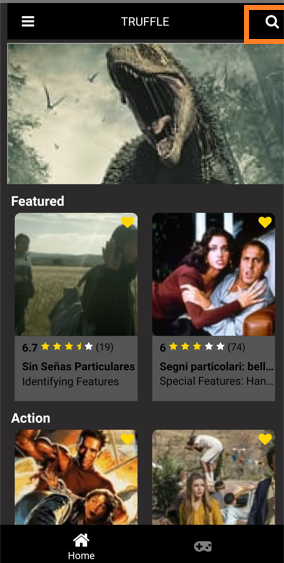 TRUFFLE
Featured
6.7 (19)
Sin Señas Particulares
Identifying Features
6 (74)
Segni particolari: bell...
Special Features: Han...
Action
Home